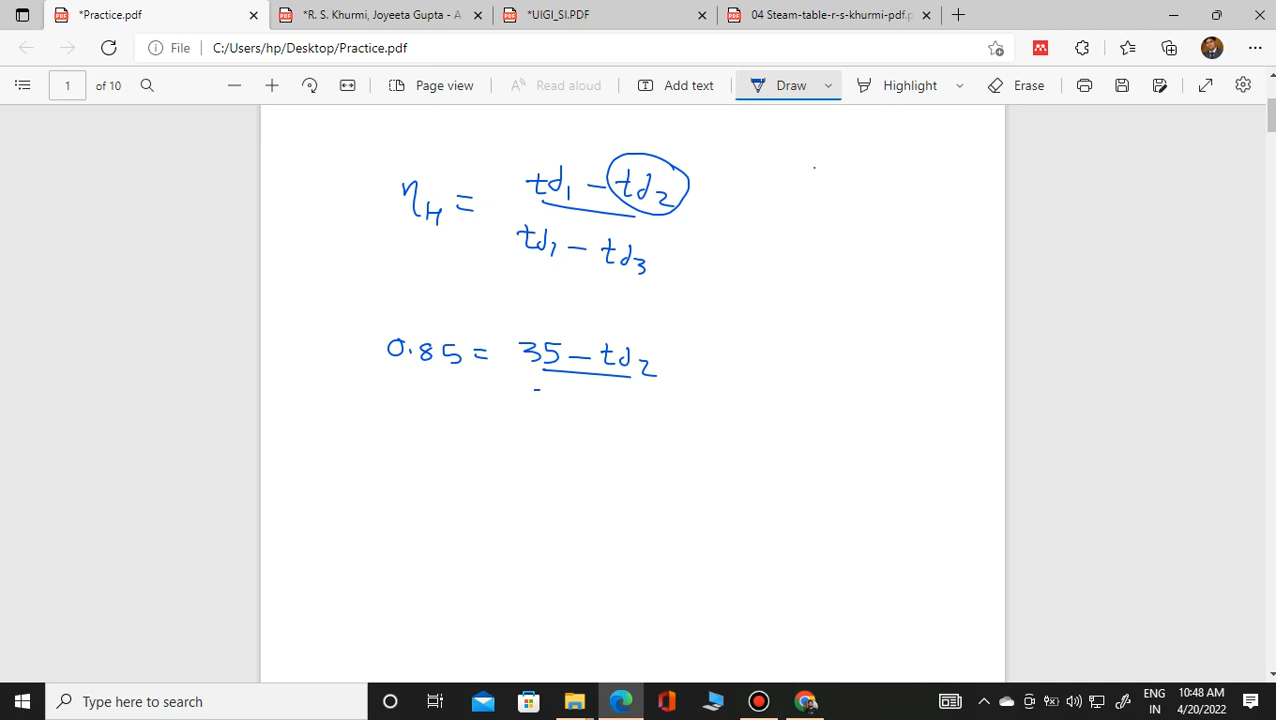 *Practice.pdf
*R. S. Khurmi, Joyeeta Gupta - A
*UIGI_SI.PDF
04 Steam-table-r-s-khurmi-pdf.p
File
C:/Users/hp/Desktop/Practice.pdf
1 of 10
Page view
Read aloud
Add text
Draw
Highlight
Erase
ηH = td1 − td2
td1 − td3
0.85 = 35 − td2
Type here to search
ENG
IN
10:48 AM
4/20/2022